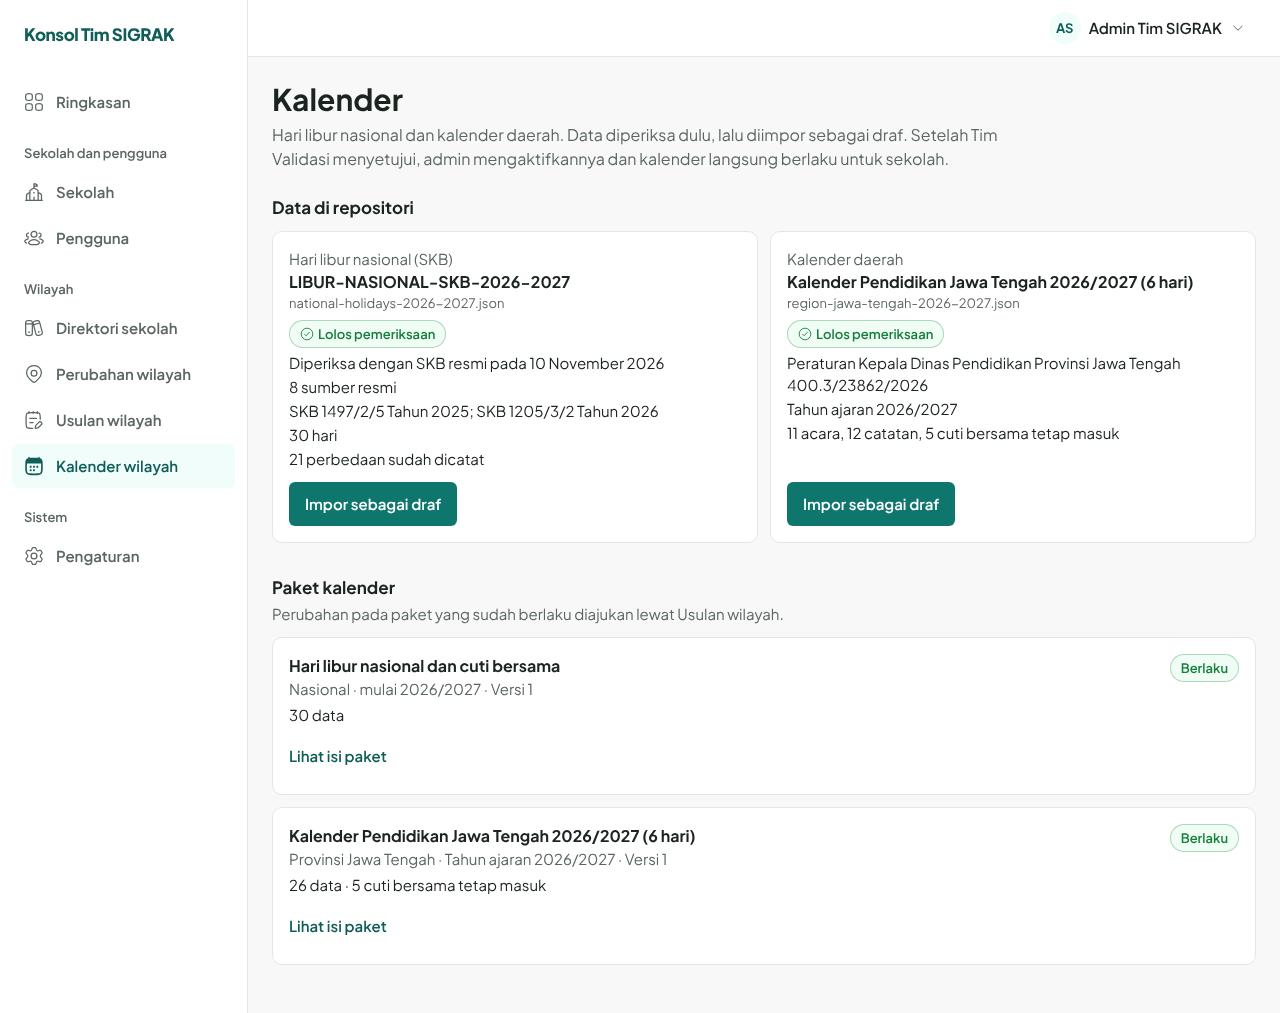 Konsol Tim SIGRAK
AS
Admin Tim SIGRAK
Ringkasan
Sekolah dan pengguna
Sekolah
Pengguna
Wilayah
Direktori sekolah
Perubahan wilayah
Usulan wilayah
Kalender wilayah
Sistem
Pengaturan
Kalender
Hari libur nasional dan kalender daerah. Data diperiksa dulu, lalu diimpor sebagai draf. Setelah Tim
Validasi menyetujui, admin mengaktifkannya dan kalender langsung berlaku untuk sekolah.
Data di repositori
Hari libur nasional (SKB)
LIBUR-NASIONAL-SKB-2026-2027
national-holidays-2026-2027.json
Lolos pemeriksaan
Diperiksa dengan SKB resmi pada 10 November 2026
8 sumber resmi
SKB 1497/2/5 Tahun 2025; SKB 1205/3/2 Tahun 2026
30 hari
21 perbedaan sudah dicatat
Impor sebagai draf
Kalender daerah
Kalender Pendidikan Jawa Tengah 2026/2027 (6 hari)
region-jawa-tengah-2026-2027.json
Lolos pemeriksaan
Peraturan Kepala Dinas Pendidikan Provinsi Jawa Tengah
400.3/23862/2026
Tahun ajaran 2026/2027
11 acara, 12 catatan, 5 cuti bersama tetap masuk
Impor sebagai draf
Paket kalender
Perubahan pada paket yang sudah berlaku diajukan lewat Usulan wilayah.
Hari libur nasional dan cuti bersama
Berlaku
Nasional · mulai 2026/2027 · Versi 1
30 data
Lihat isi paket
Kalender Pendidikan Jawa Tengah 2026/2027 (6 hari)
Berlaku
Provinsi Jawa Tengah · Tahun ajaran 2026/2027 · Versi 1
26 data · 5 cuti bersama tetap masuk
Lihat isi paket